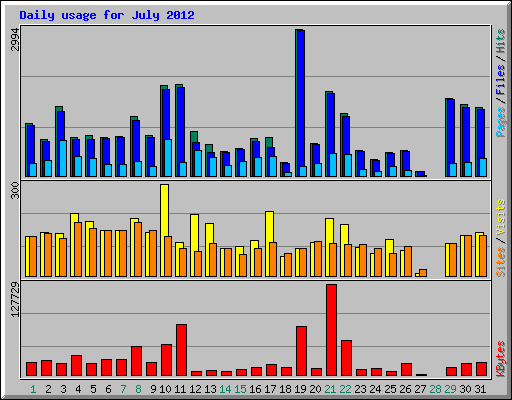 Daily usage for July 2012
2994
Pages / Files / Hits
300
Sites / Visits
127729
KBytes
1 2 3 4 5 6 7 8 9 10 11 12 13 14 15 16 17 18 19 20 21 22 23 24 25 26 27 28 29 30 31